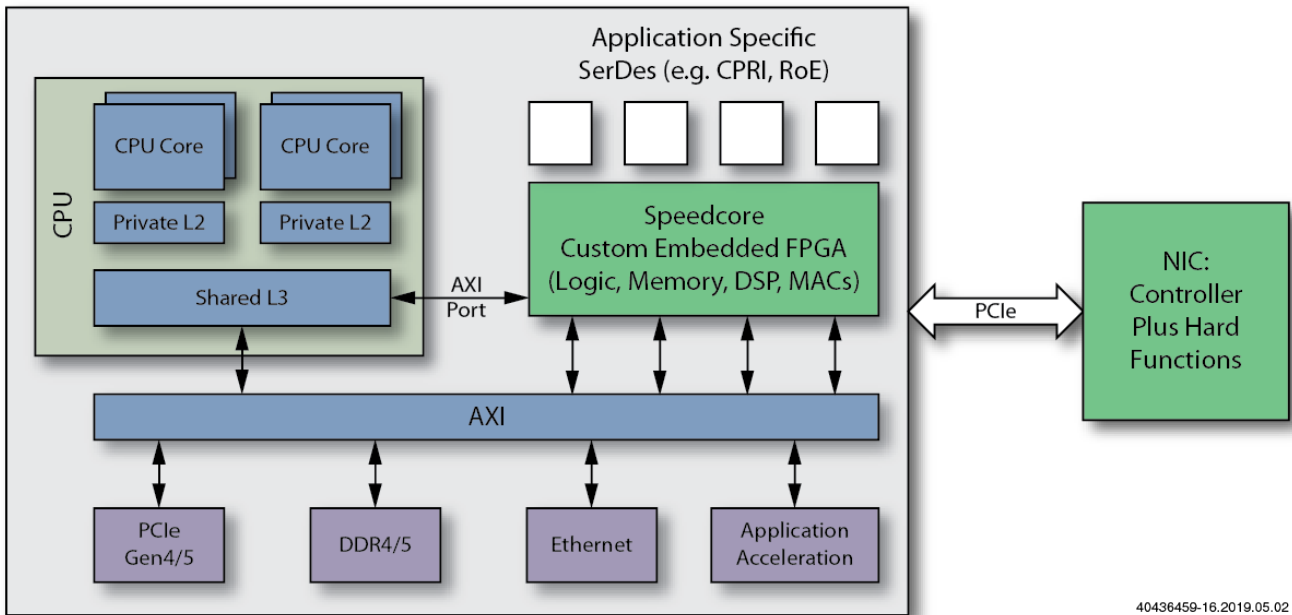 Application Specific
SerDes (e.g. CPRI, RoE)
CPU
CPU Core
CPU Core
Private L2
Private L2
Shared L3
AXI
Port
Speedcore
Custom Embedded FPGA
(Logic, Memory, DSP, MACs)
PCIe
NIC:
Controller
Plus Hard
Functions
AXI
PCIe
Gen4/5
DDR4/5
Ethernet
Application
Acceleration
40436459-16.2019.05.02